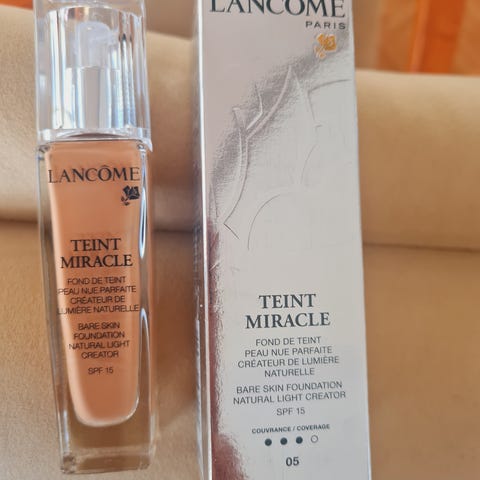 LANCÔME
TEINT
MIRACLE
FOND DE TEINT
PEAU NUE PARFAITE
CRÉATEUR DE
LUMIÈRE NATURELLE
BARE SKIN
FOUNDATION
NATURAL LIGHT
CREATOR
SPF 15
LANCÔME
PARIS
TEINT
MIRACLE
FOND DE TEINT
PEAU NUE PARFAITE
CRÉATEUR DE LUMIÈRE
NATURELLE
BARE SKIN FOUNDATION
NATURAL LIGHT CREATOR
SPF 15
COUVRANCE / COVERAGE
05